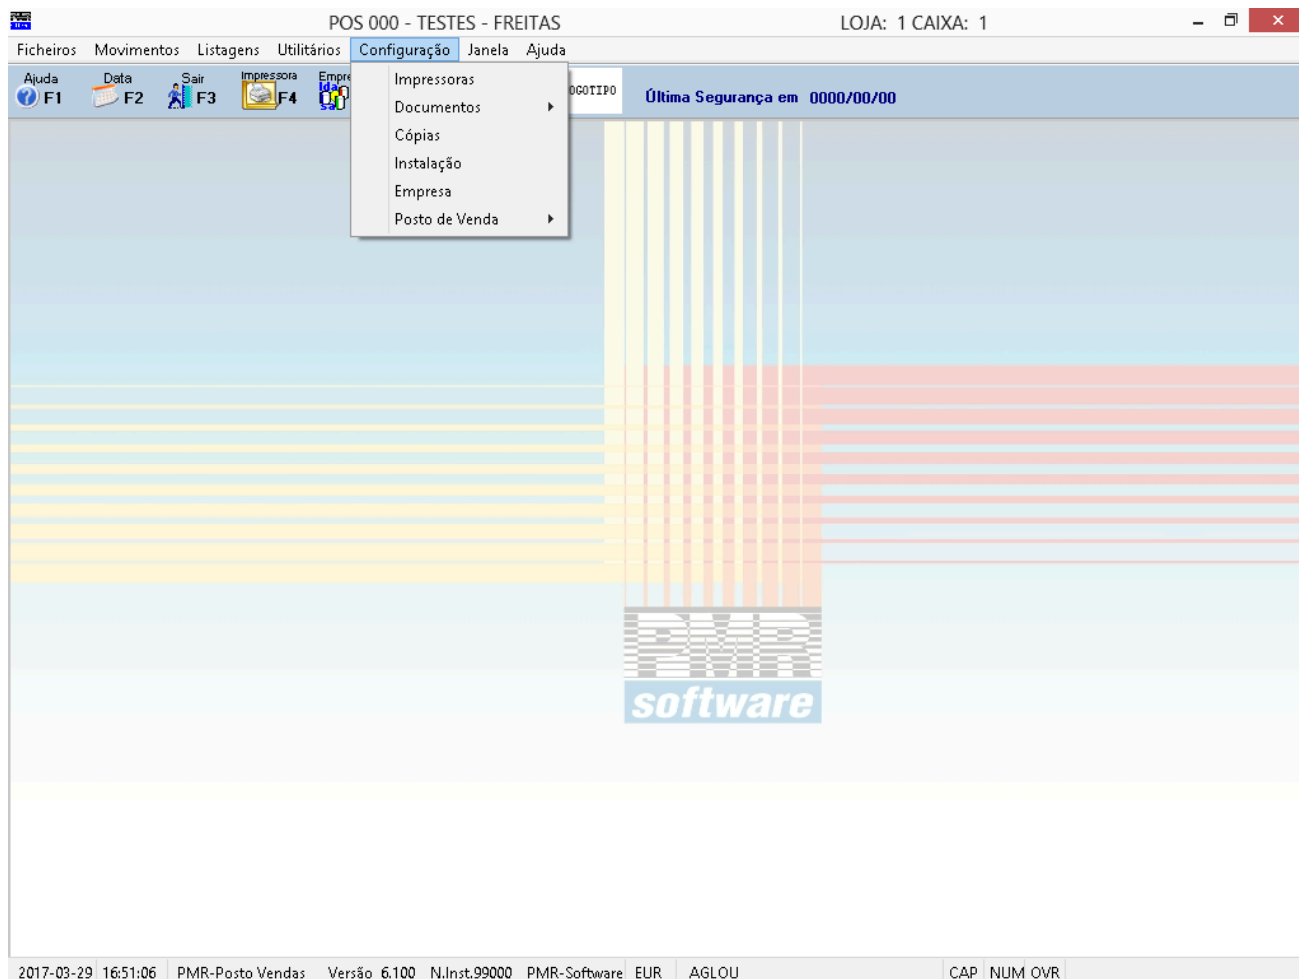 POS 000 - TESTES - FREITAS LOJA: 1 CAIXA: 1
Ficheiros Movimentos Listagens Utilitários Configuração Janela Ajuda
Ajuda F1 Data F2 Sair F3 Impressora F4 Última Segurança em 0000/00/00
Impressoras
Documentos
Cópias
Instalação
Empresa
Posto de Venda
PMR
software
2017-03-29 16:51:06 PMR-Posto Vendas Versão 6.100 N.Inst.99000 PMR-Software EUR AGLOU CAP NUM OVR